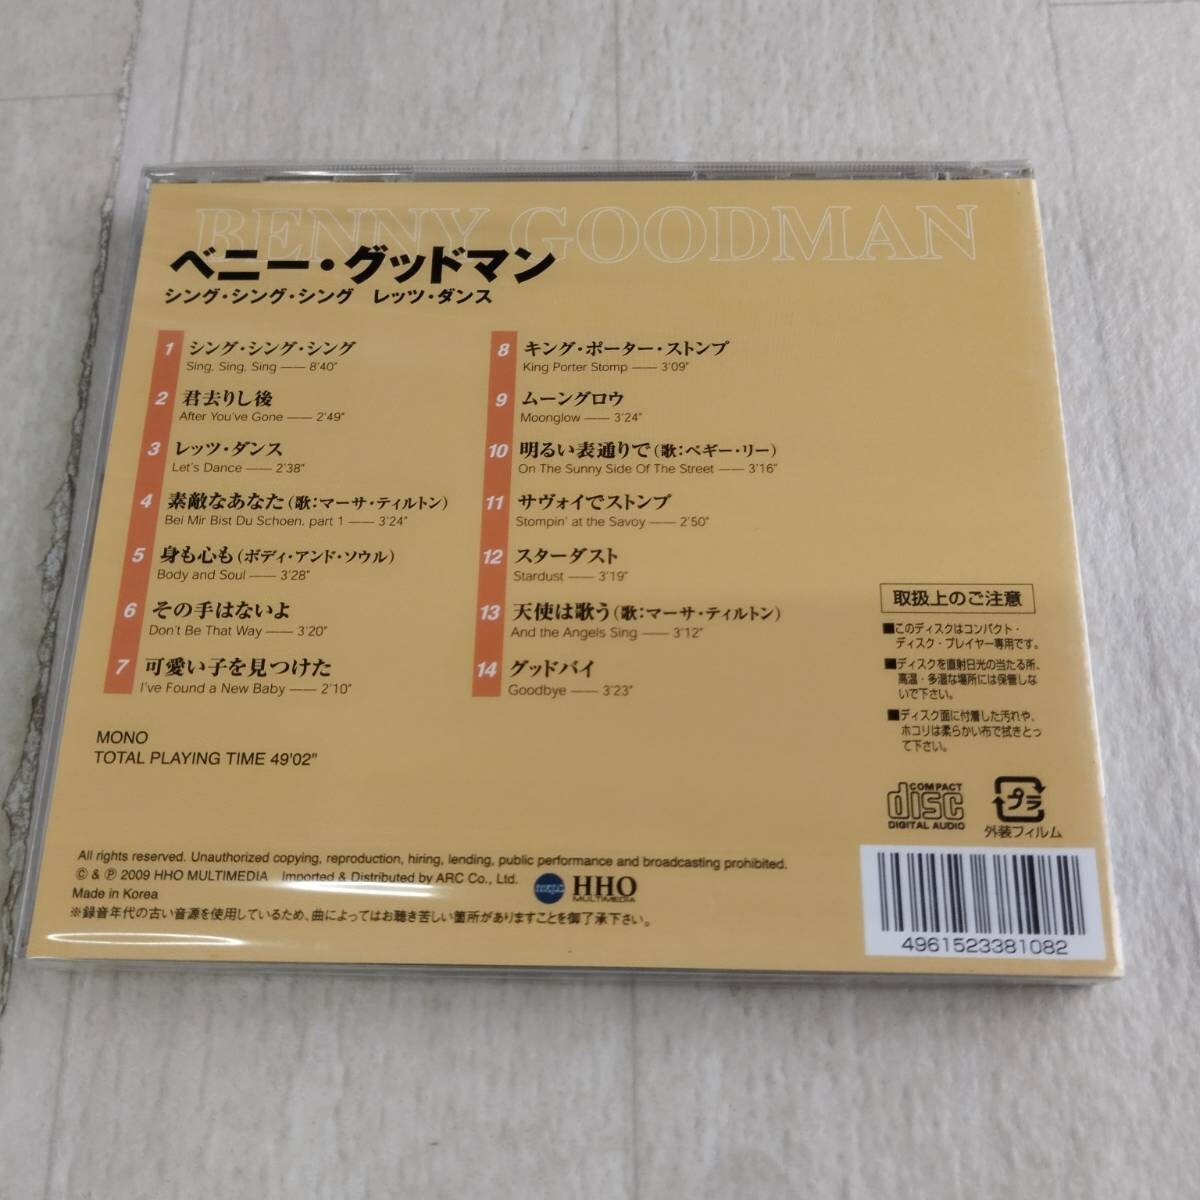 BENNY GOODMAN
ベニー・グッドマン
シング・シング・シング　レッツ・ダンス
1 シング・シング・シング
Sing, Sing, Sing —— 8'40"
2 君去りし後
After You've Gone —— 2'49"
3 レッツ・ダンス
Let's Dance —— 2'38"
4 素敵なあなた(歌:マーサ・ティルトン)
Bei Mir Bist Du Schoen, part 1 —— 3'24"
5 身も心も(ボディ・アンド・ソウル)
Body and Soul —— 3'28"
6 その手はないよ
Don't Be That Way —— 3'20"
7 可愛い子を見つけた
I've Found a New Baby —— 2'10"
8 キング・ポーター・ストンプ
King Porter Stomp —— 3'09"
9 ムーングロウ
Moonglow —— 3'24"
10 明るい表通りで(歌:ペギー・リー)
On The Sunny Side Of The Street —— 3'16"
11 サヴォイでストンプ
Stompin' at the Savoy —— 2'50"
12 スターダスト
Stardust —— 3'19"
13 天使は歌う(歌:マーサ・ティルトン)
And the Angels Sing —— 3'12"
14 グッドバイ
Goodbye —— 3'23"
MONO
TOTAL PLAYING TIME 49'02"
取扱上のご注意
■このディスクはコンパクト・
ディスク・プレイヤー専用です。
■ディスクを直射日光の当たる所、
高温・多湿な場所には保管しな
いで下さい。
■ディスク面に付着した汚れや、
ホコリは柔らかい布で拭きとっ
て下さい。
COMPACT
disc
DIGITAL AUDIO
プラ
外装フィルム
All rights reserved. Unauthorized copying, reproduction, hiring, lending, public performance and broadcasting prohibited.
© & ℗ 2009 HHO MULTIMEDIA　Imported & Distributed by ARC Co., Ltd.
HHO
MULTIMEDIA
Made in Korea
※録音年代の古い音源を使用しているため、曲によってはお聴き苦しい箇所がありますことを御了承下さい。
4961523381082